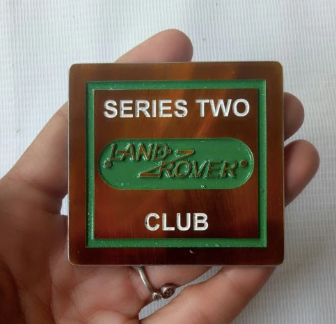 SERIES TWO
LAND
ROVER
CLUB